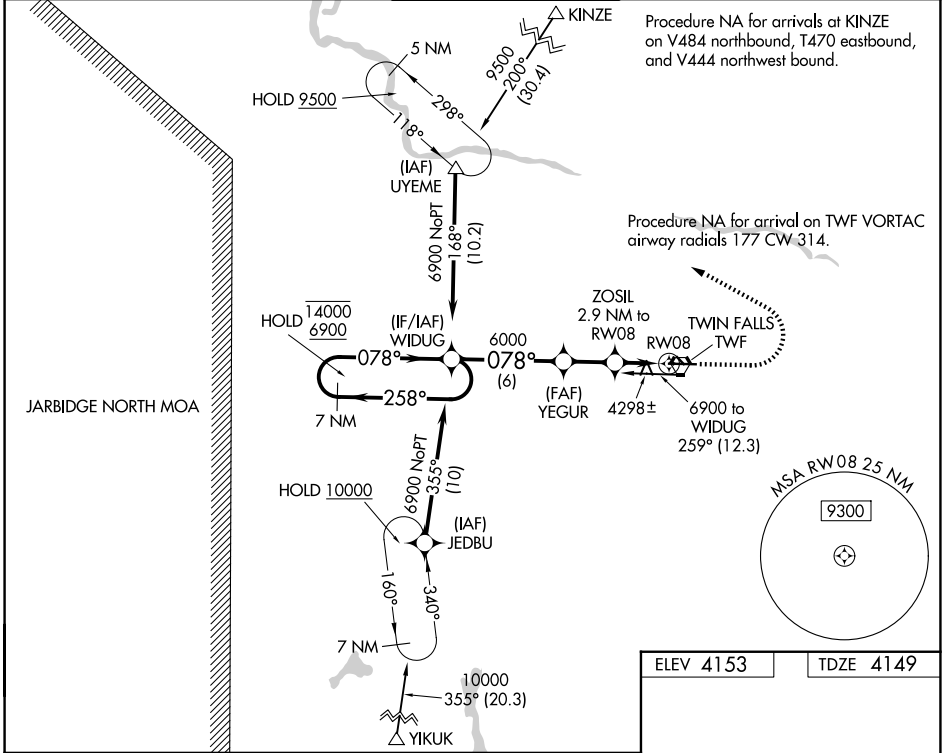 KINZE
Procedure NA for arrivals at KINZE
on V484 northbound, T470 eastbound,
and V444 northwest bound.
5 NM
9500
200°
(30.4)
HOLD 9500
298°
118°
(IAF)
UYEME
6900 NoPT
168°
(10.2)
Procedure NA for arrival on TWF VORTAC
airway radials 177 CW 314.
HOLD
14000
6900
(IF/IAF)
WIDUG
ZOSIL
2.9 NM to
RW08
TWIN FALLS
TWF
RW08
078°
6000
078°
(6)
258°
7 NM
(FAF)
YEGUR
4298±
6900 to
WIDUG
259° (12.3)
JARBIDGE NORTH MOA
6900 NoPT
355°
(10)
HOLD 10000
(IAF)
JEDBU
160°
340°
7 NM
10000
355° (20.3)
YIKUK
MSA RW08 25 NM
9300
ELEV 4153
TDZE 4149